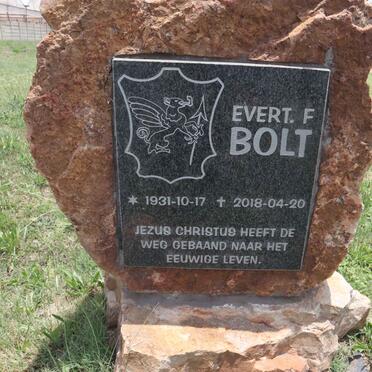 EVERT. F
BOLT
* 1931-10-17 ✝ 2018-04-20
JEZUS CHRISTUS HEEFT DE
WEG GEBAAND NAAR HET
EEUWIGE LEVEN.